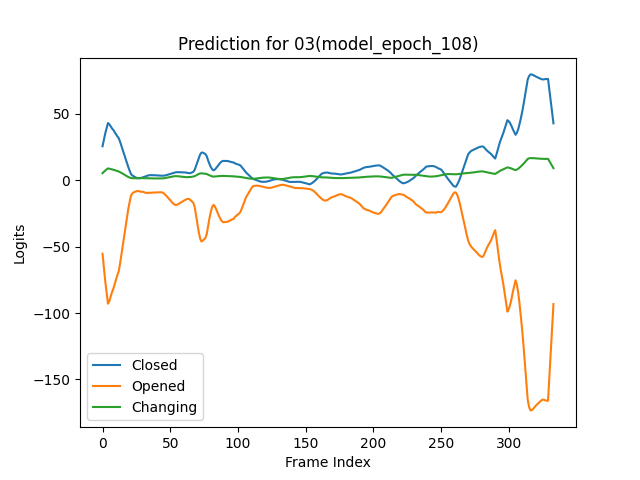 Prediction for 03(model_epoch_108)
Logits
50
0
−50
−100
−150
Closed
Opened
Changing
0 50 100 150 200 250 300
Frame Index